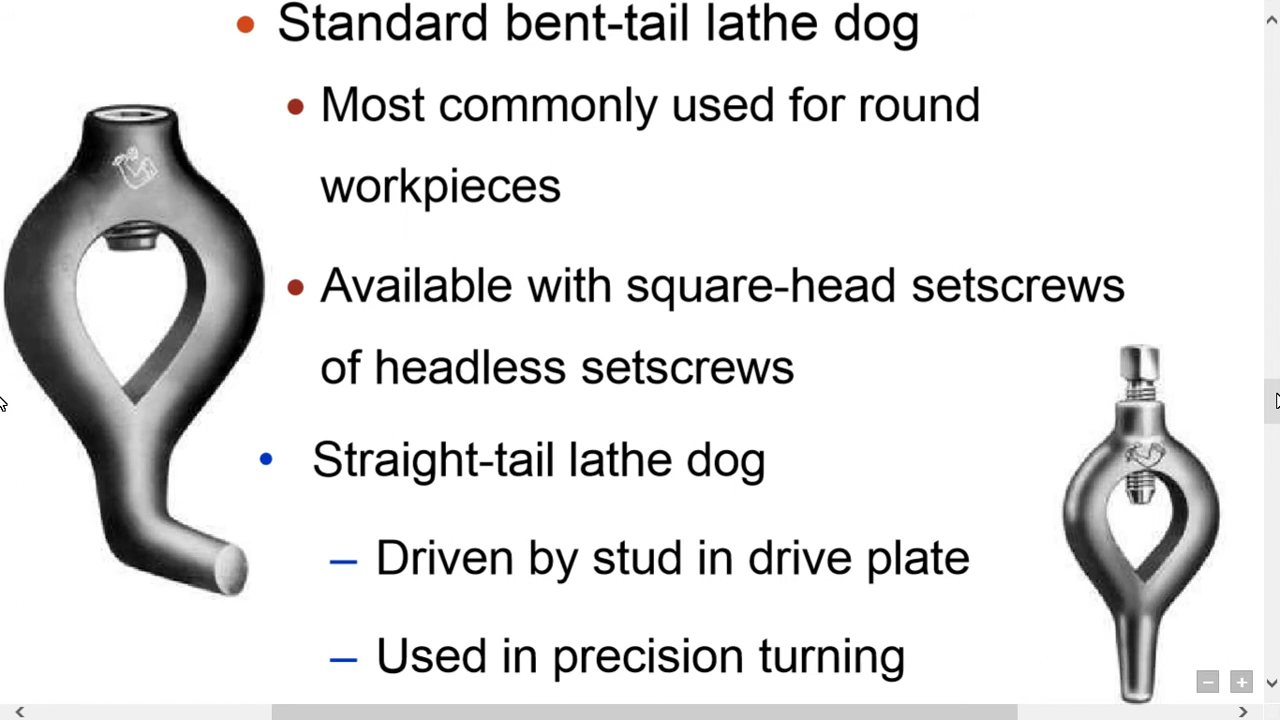 • Standard bent-tail lathe dog
• Most commonly used for round
workpieces
• Available with square-head setscrews
of headless setscrews
• Straight-tail lathe dog
– Driven by stud in drive plate
– Used in precision turning